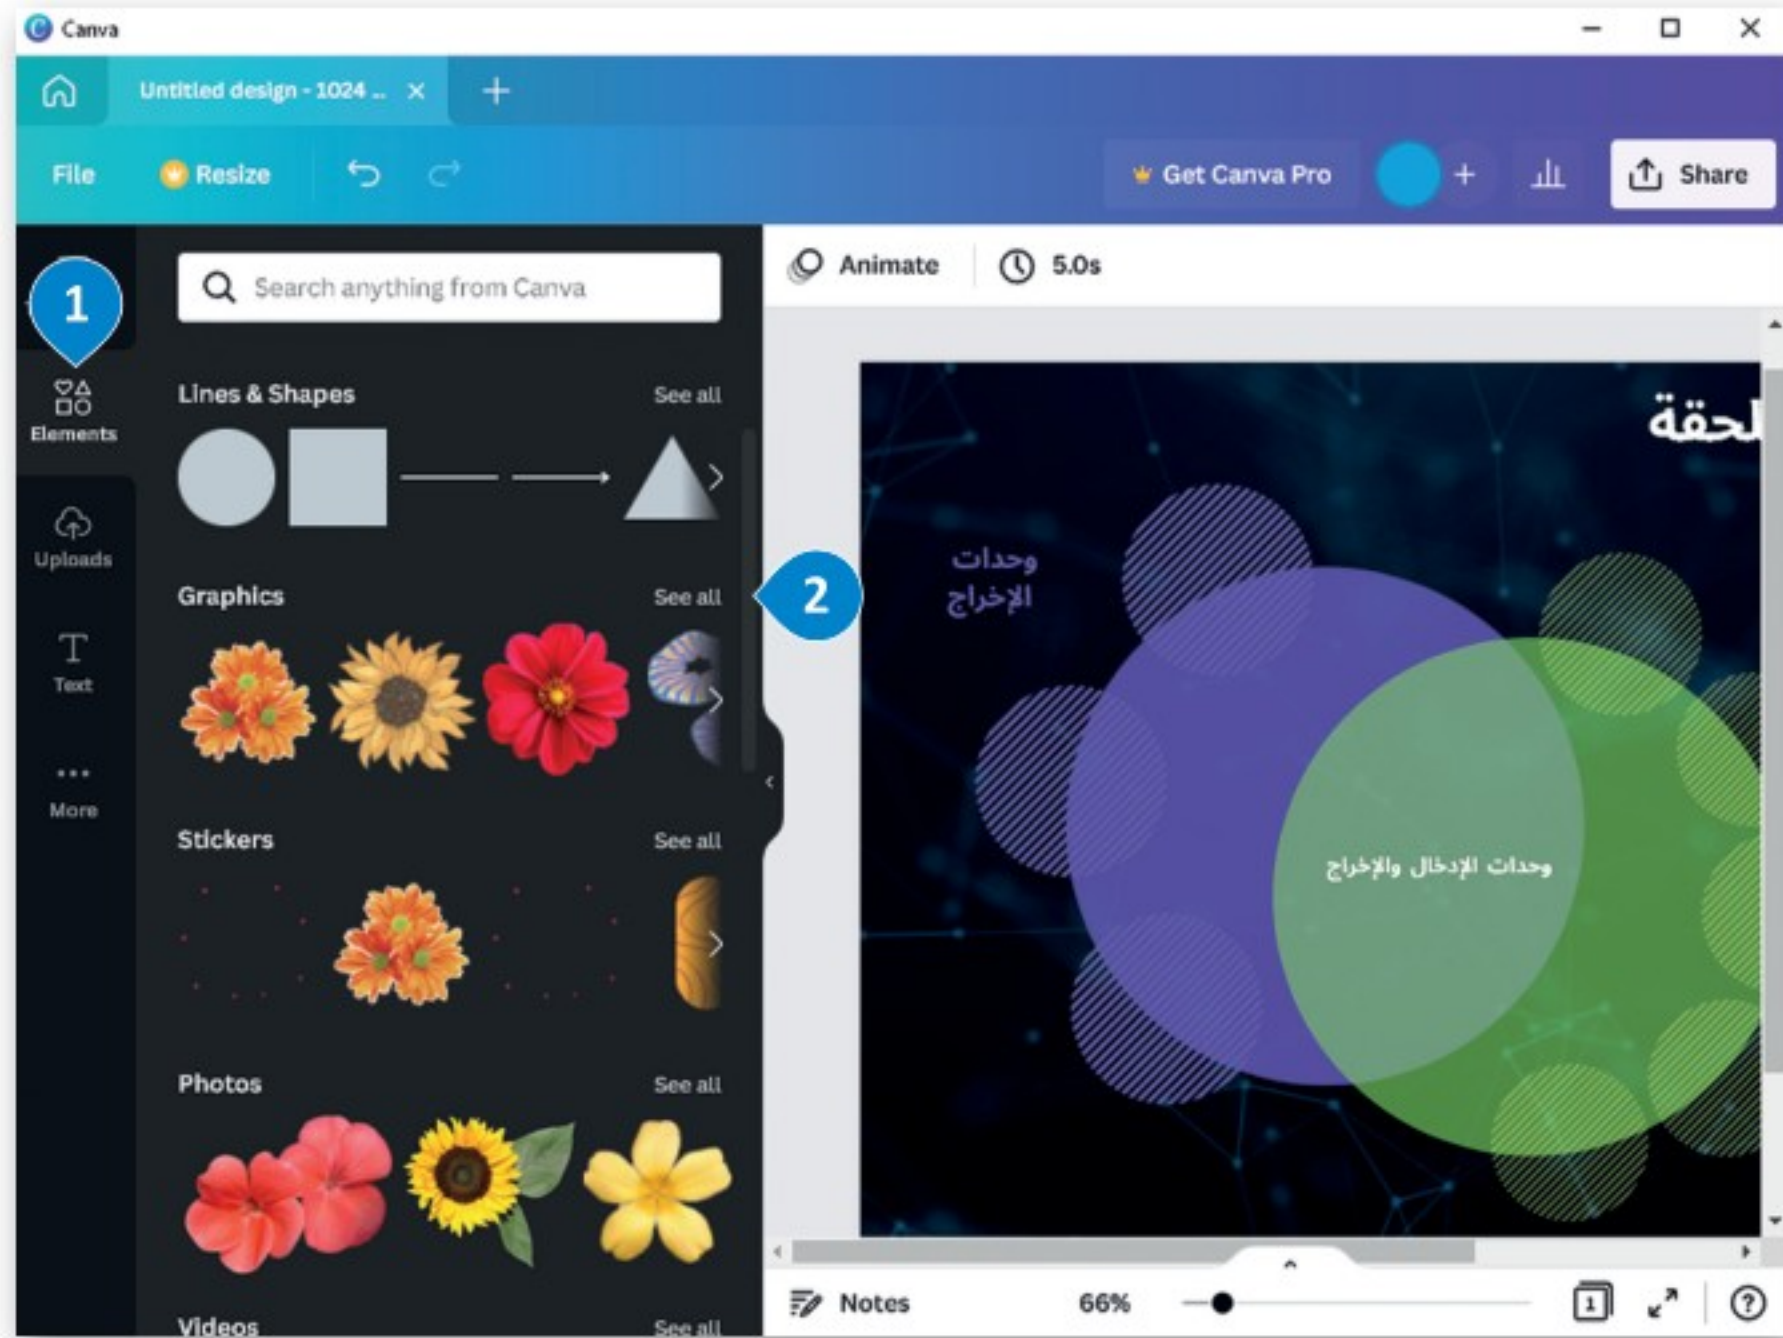 Canva
Untitled design - 1024 ...
File
Resize
Get Canva Pro
Share
1
Elements
Uploads
Text
More
Search anything from Canva
Lines & Shapes
See all
Graphics
See all
2
Stickers
See all
Photos
See all
Videos
See all
Animate
5.0s
لحقة
وحدات
الإخراج
وحدات الإدخال والإخراج
Notes
66%
1